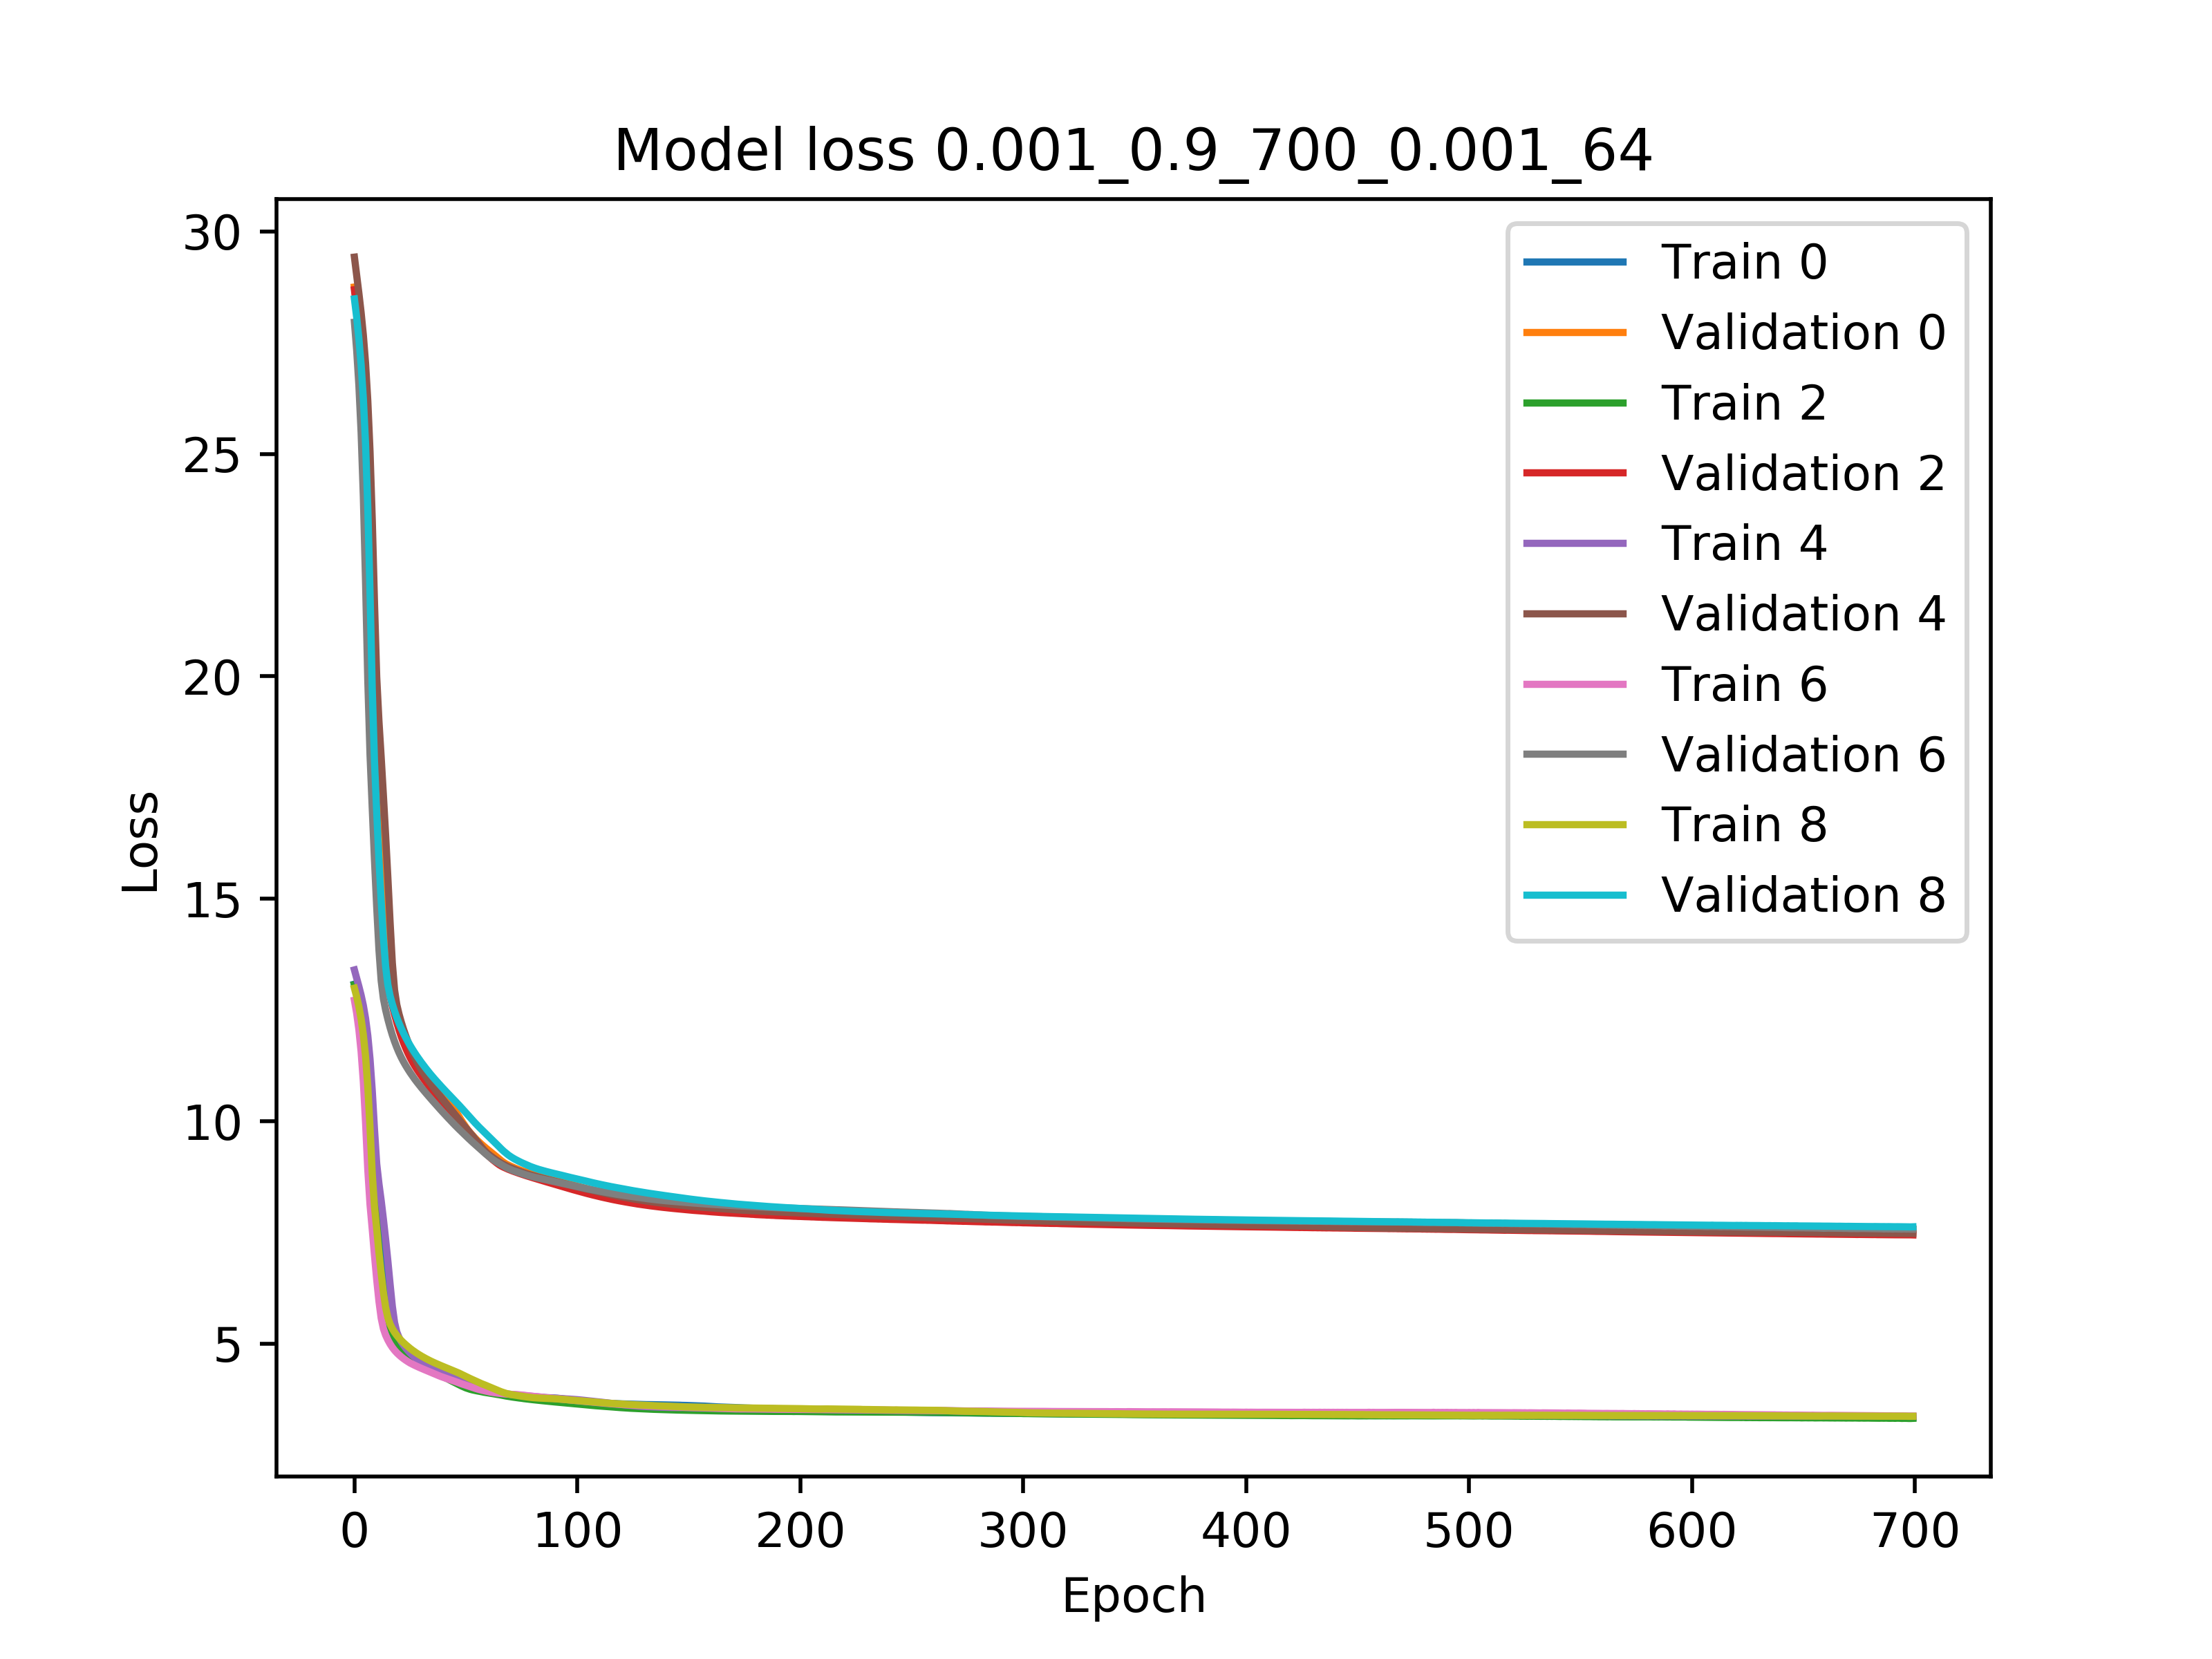 Model loss 0.001_0.9_700_0.001_64
30
25
20
15
10
5
Loss
Train 0
Validation 0
Train 2
Validation 2
Train 4
Validation 4
Train 6
Validation 6
Train 8
Validation 8
0 100 200 300 400 500 600 700
Epoch